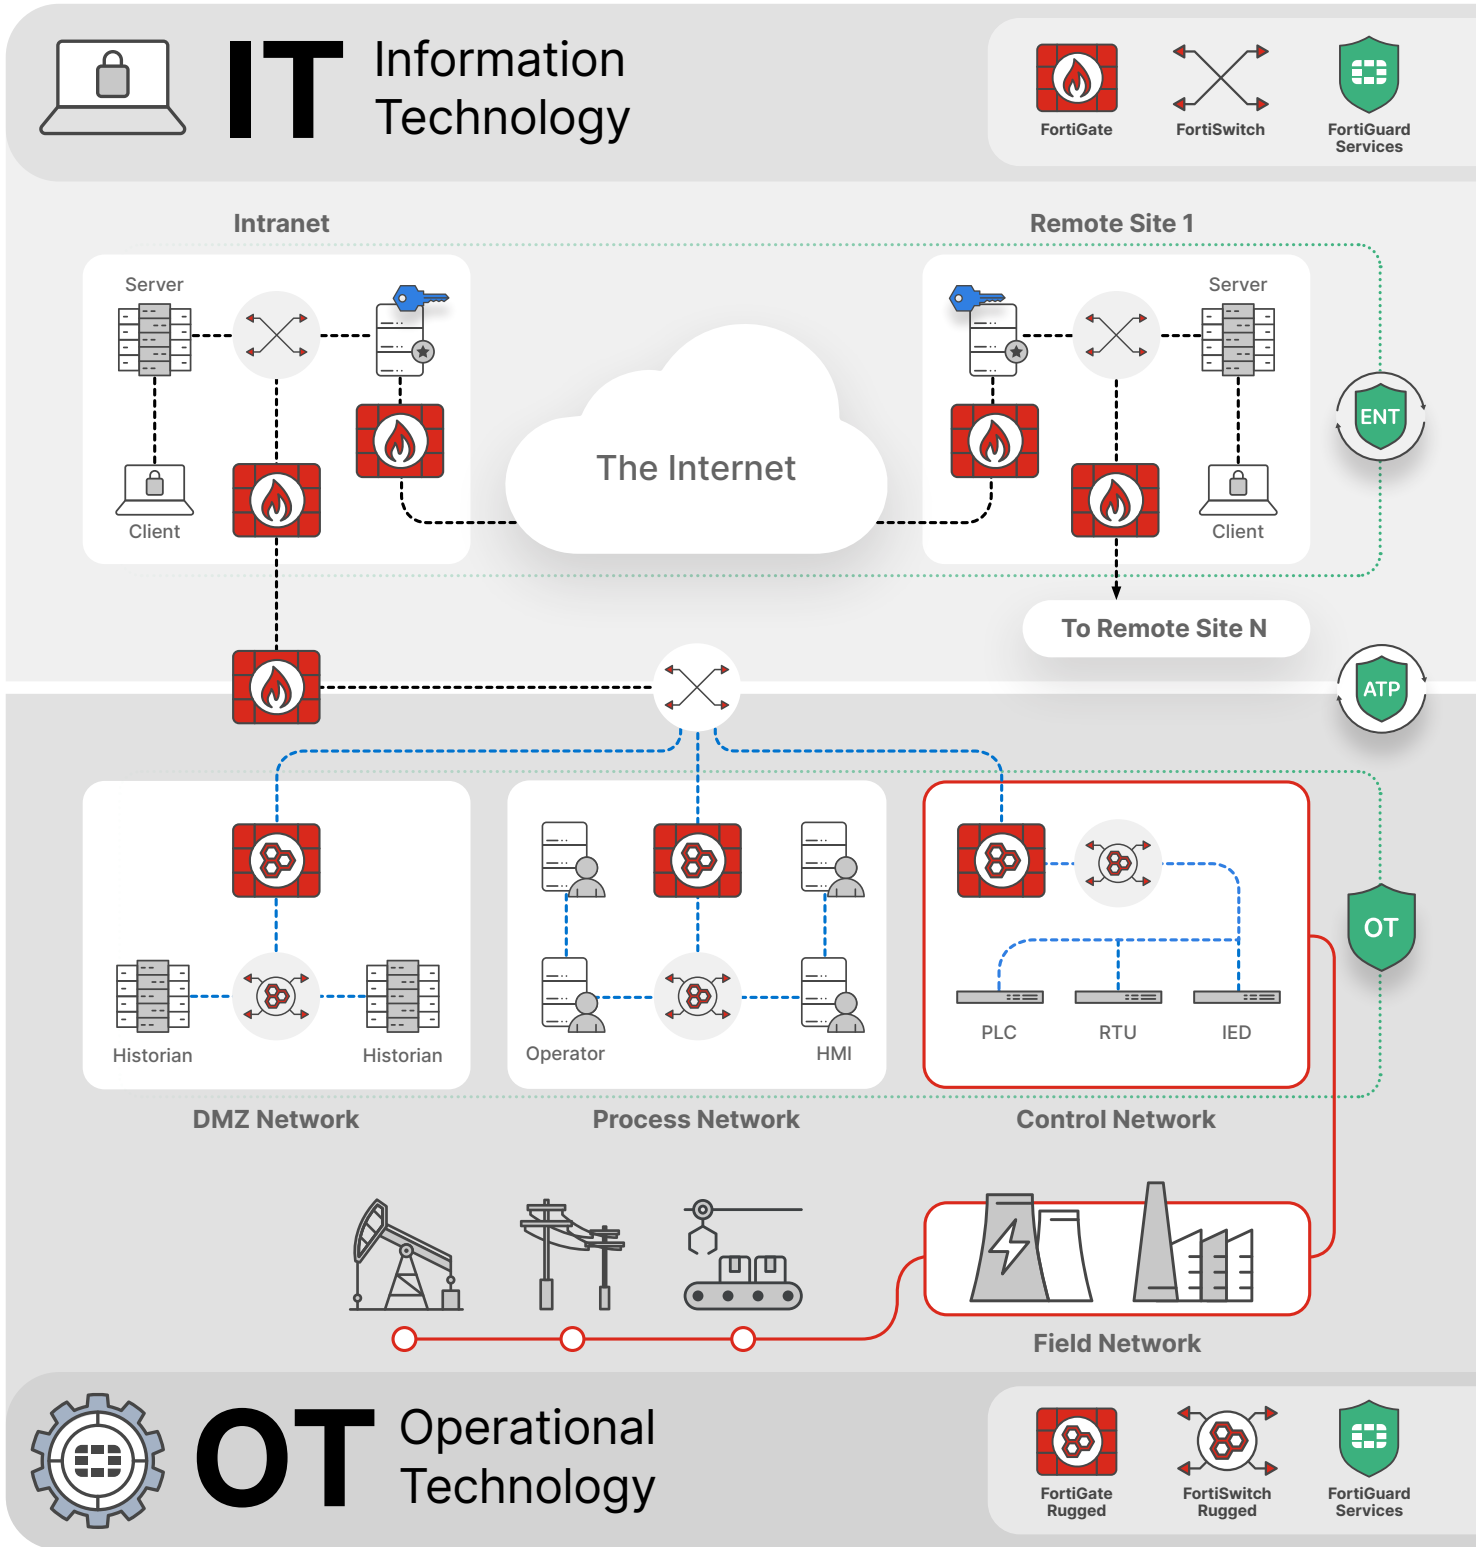 IT
Information
Technology
FortiGate
FortiSwitch
FortiGuard
Services
Intranet
Remote Site 1
Server
Client
The Internet
Server
Client
ENT
To Remote Site N
ATP
Historian
Historian
Operator
HMI
PLC
RTU
IED
OT
DMZ Network
Process Network
Control Network
Field Network
OT
Operational
Technology
FortiGate
Rugged
FortiSwitch
Rugged
FortiGuard
Services